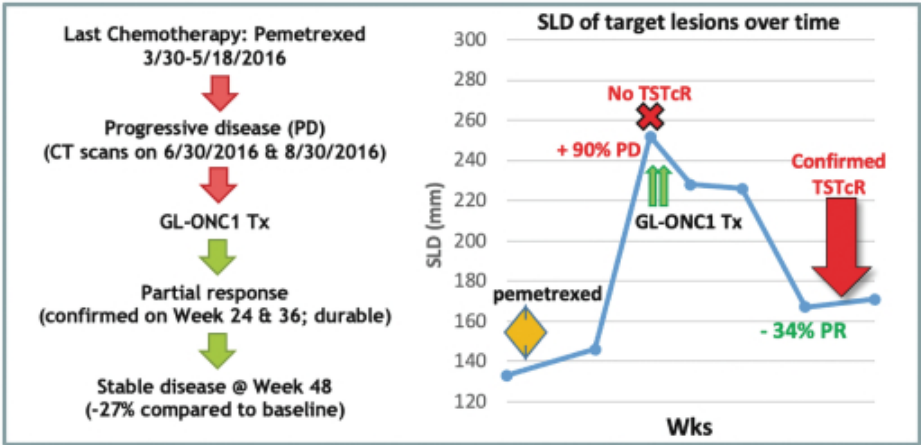 Last Chemotherapy: Pemetrexed
3/30-5/18/2016
Progressive disease (PD)
(CT scans on 6/30/2016 & 8/30/2016)
GL-ONC1 Tx
Partial response
(confirmed on Week 24 & 36; durable)
Stable disease @ Week 48
(-27% compared to baseline)
SLD of target lesions over time
300
280
260
240
220
200
180
160
140
120
SLD (mm)
No TSTcR
+ 90% PD
GL-ONC1 Tx
Confirmed
TSTcR
pemetrexed
- 34% PR
Wks